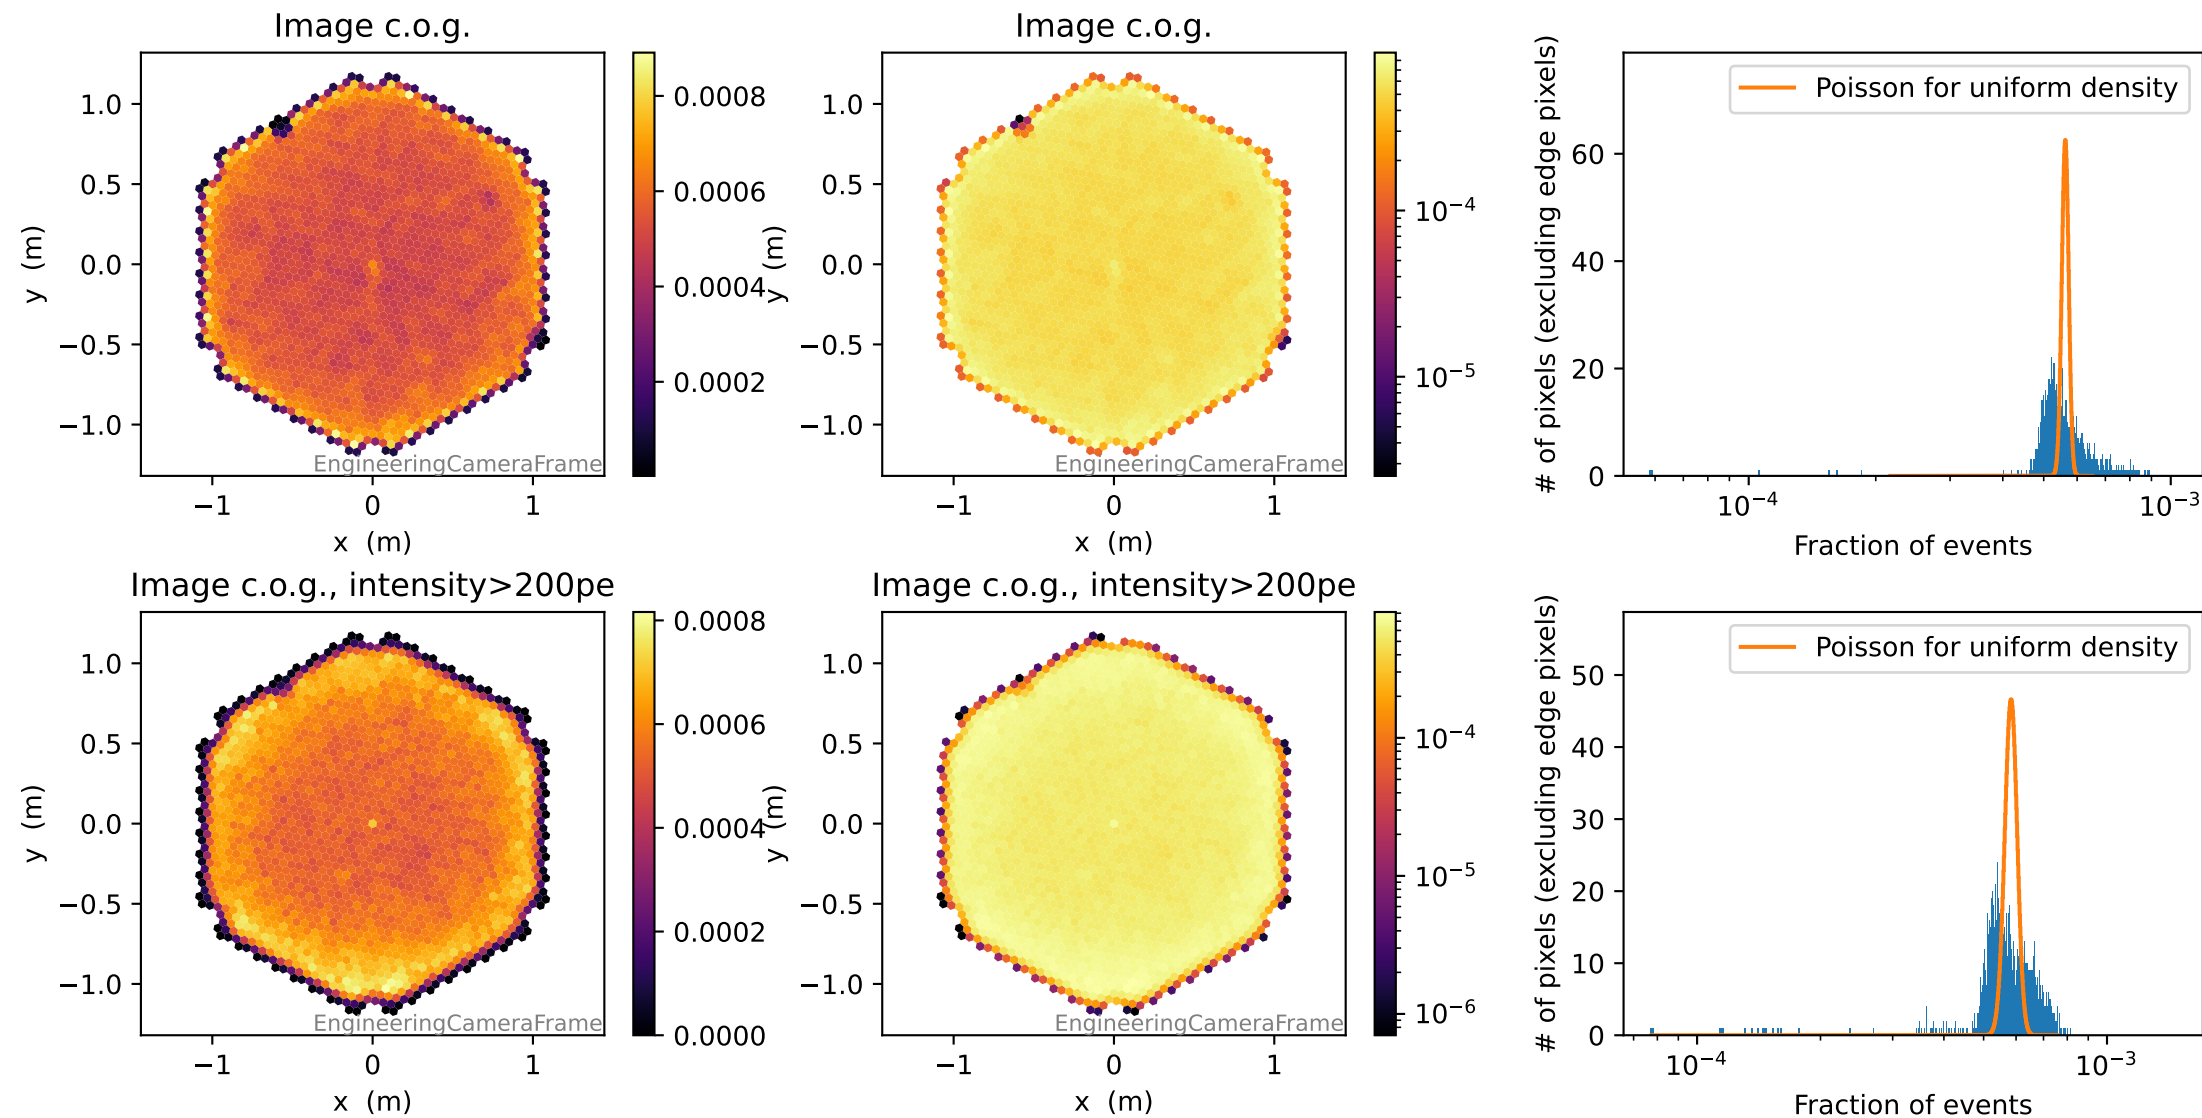 Image c.o.g.
1.0
0.5
0.0
−0.5
−1.0
y (m)
−1
0
1
x (m)
EngineeringCameraFrame
0.0008
0.0006
0.0004
0.0002
Image c.o.g.
1.0
0.5
0.0
−0.5
−1.0
y (m)
−1
0
1
x (m)
EngineeringCameraFrame
10−4
10−5
# of pixels (excluding edge pixels)
60
40
20
0
Poisson for uniform density
10−4
10−3
Fraction of events
Image c.o.g., intensity>200pe
1.0
0.5
0.0
−0.5
−1.0
y (m)
−1
0
1
x (m)
EngineeringCameraFrame
0.0008
0.0006
0.0004
0.0002
0.0000
Image c.o.g., intensity>200pe
1.0
0.5
0.0
−0.5
−1.0
y (m)
−1
0
1
x (m)
EngineeringCameraFrame
10−4
10−5
10−6
# of pixels (excluding edge pixels)
50
40
30
20
10
0
Poisson for uniform density
10−4
10−3
Fraction of events